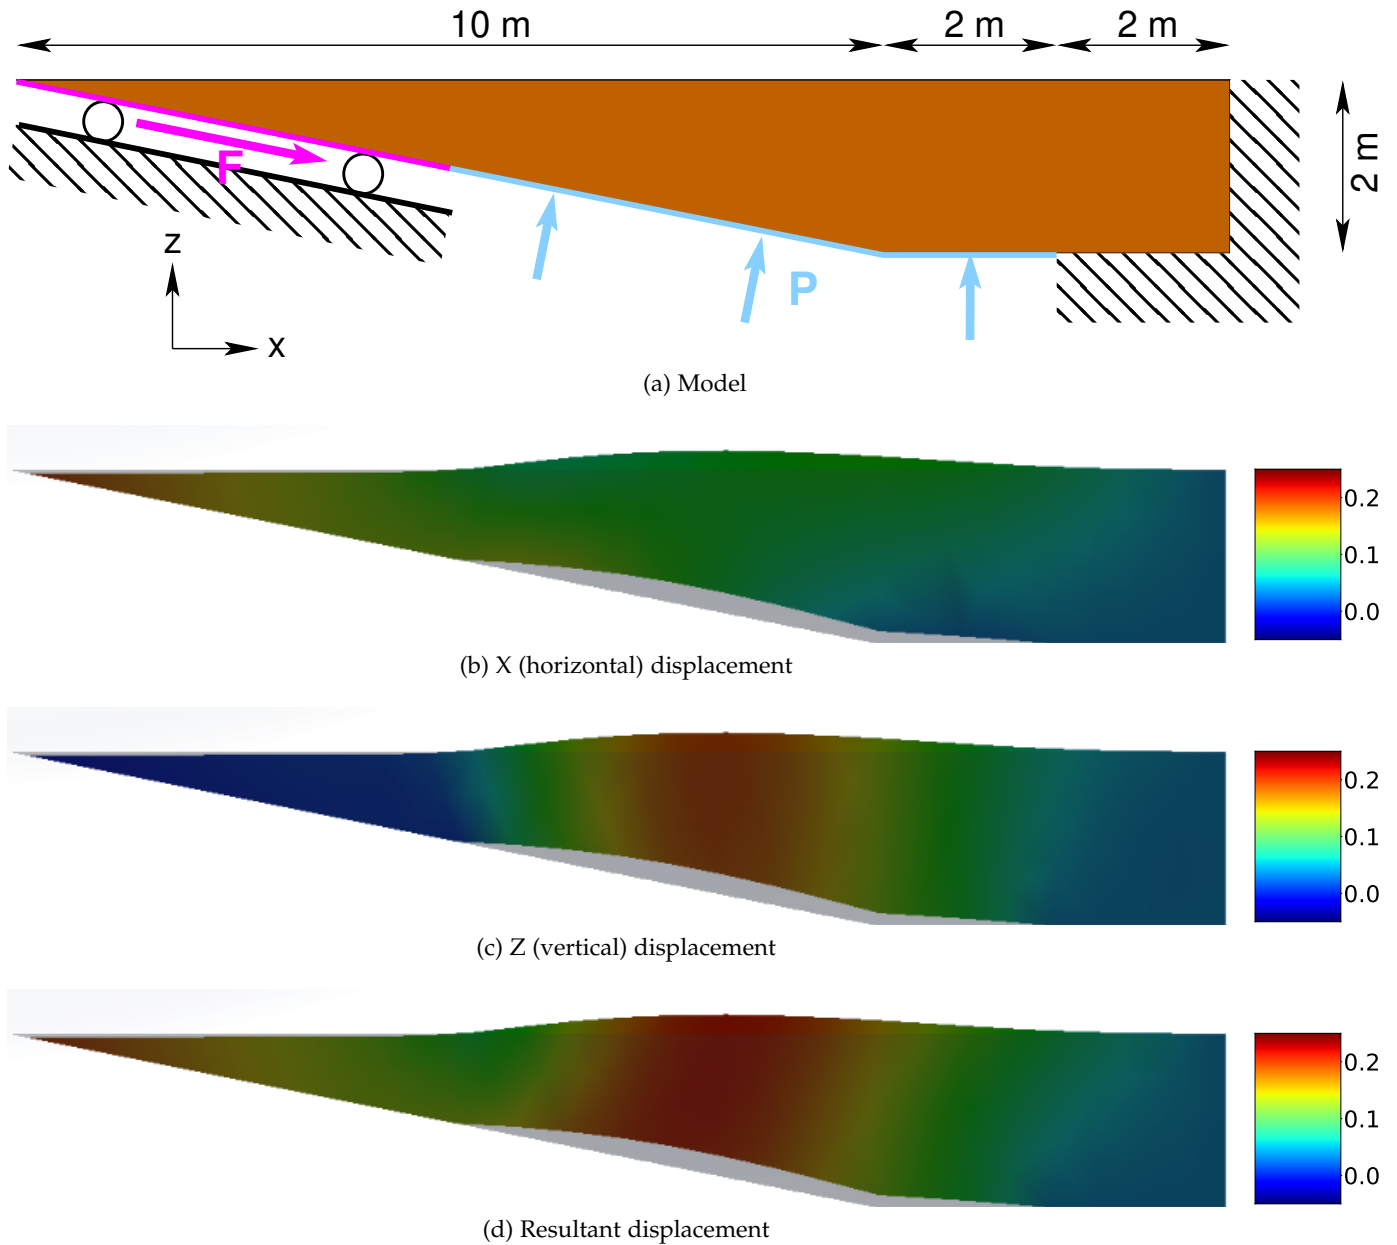 10 m 2 m 2 m
2 m
F
P
z
x
(a) Model
0.2
0.1
0.0
(b) X (horizontal) displacement
0.2
0.1
0.0
(c) Z (vertical) displacement
0.2
0.1
0.0
(d) Resultant displacement